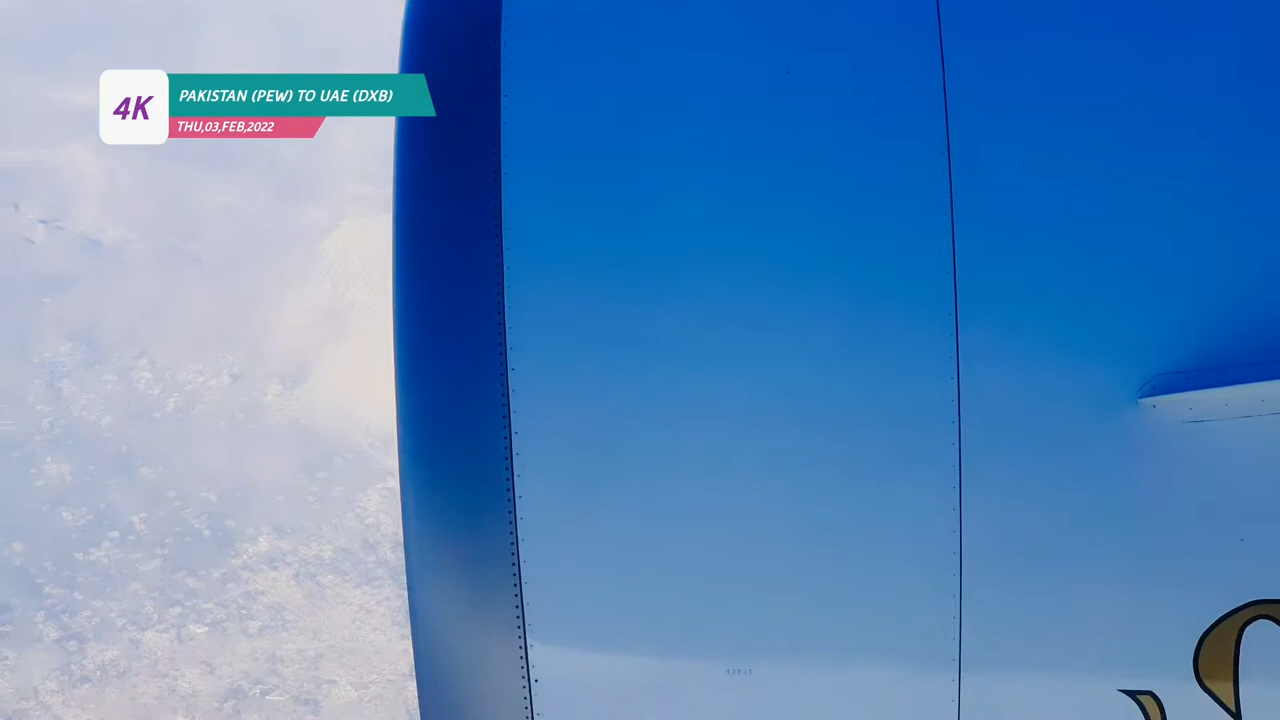 4K
PAKISTAN (PEW) TO UAE (DXB)
THU,03,FEB,2022